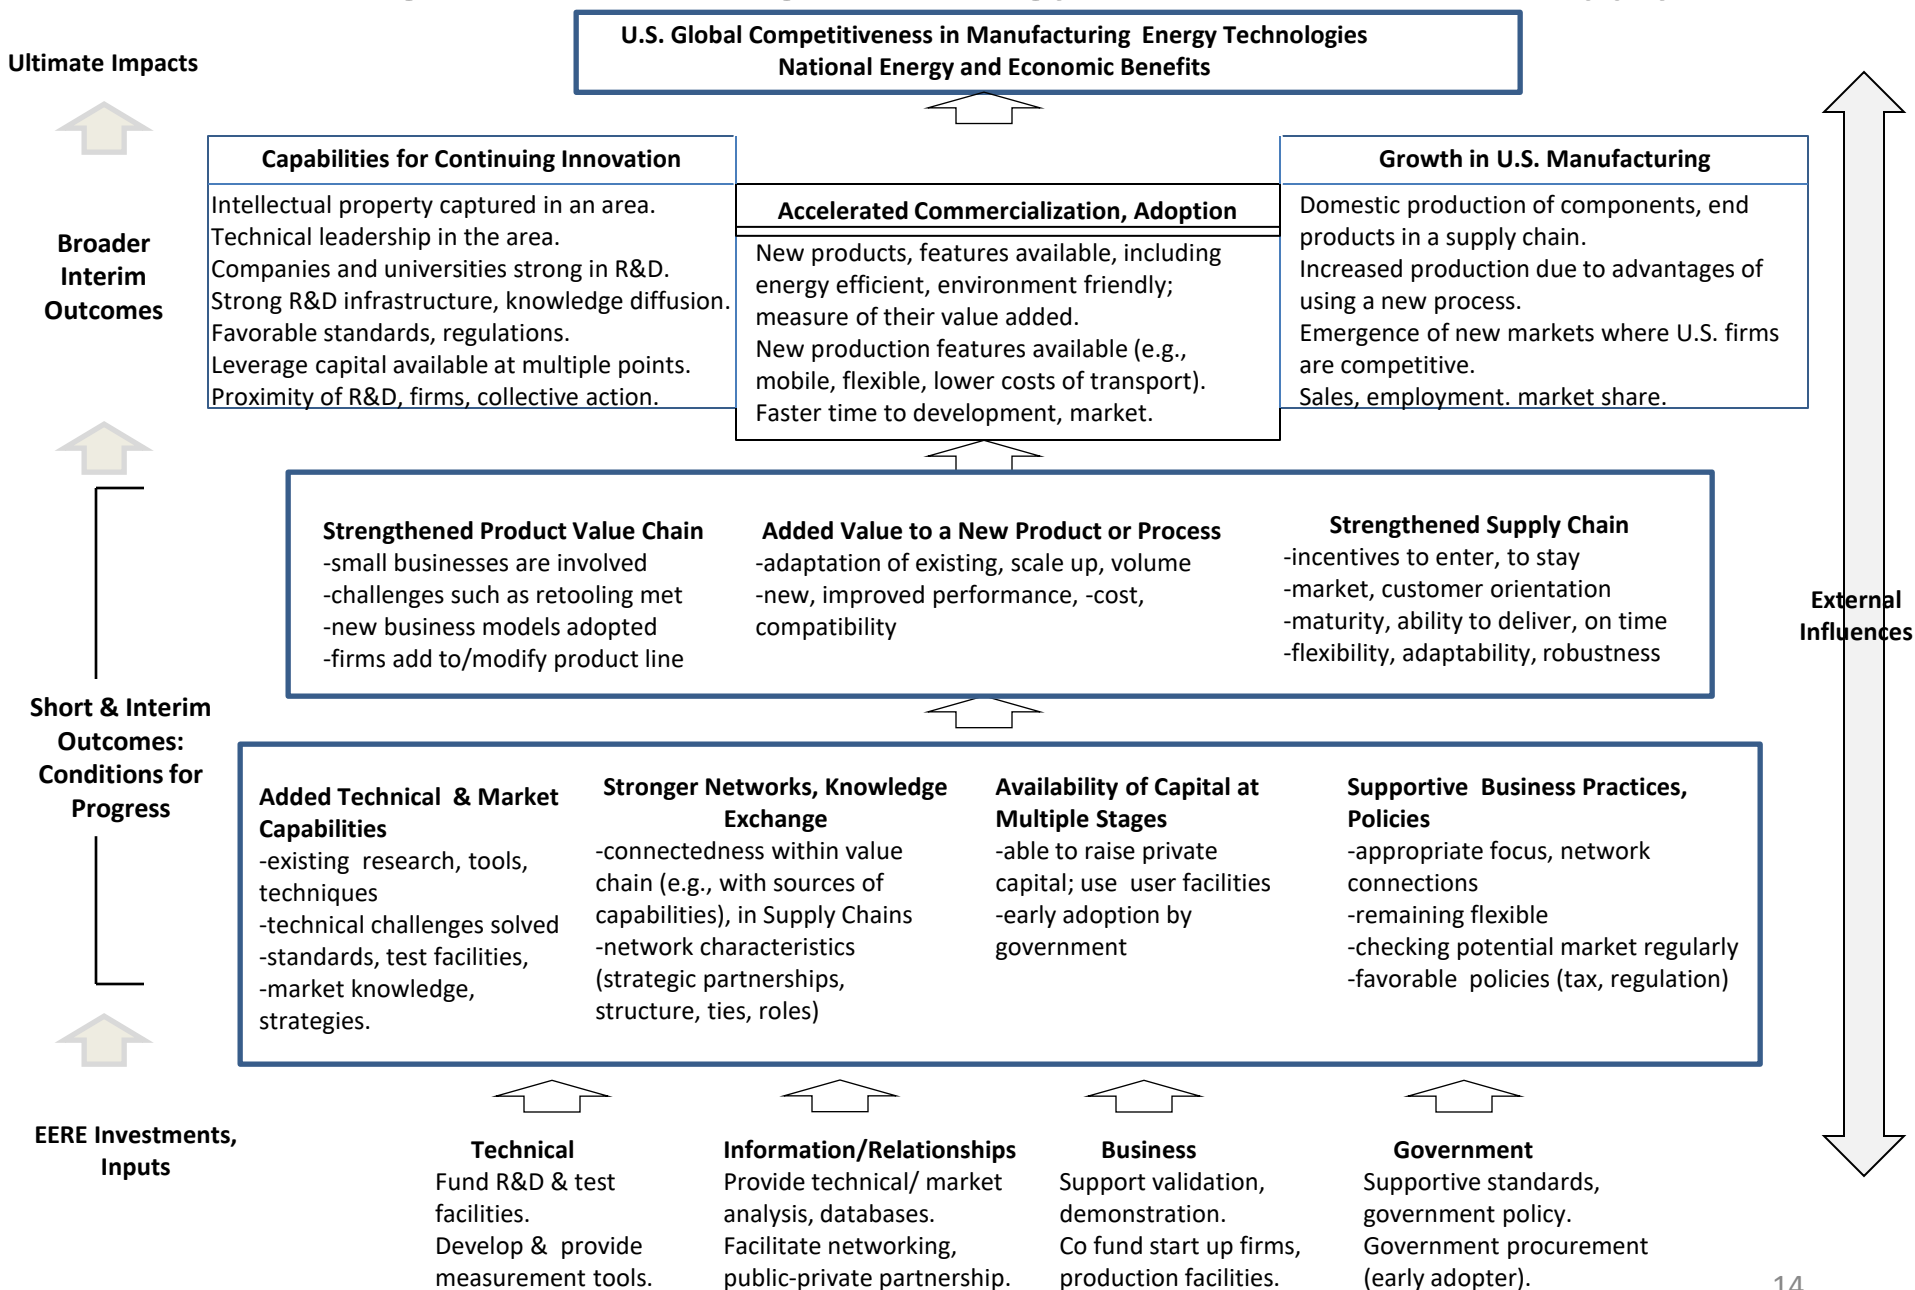 U.S. Global Competitiveness in Manufacturing Energy Technologies
National Energy and Economic Benefits
Ultimate Impacts
Capabilities for Continuing Innovation
Intellectual property captured in an area.
Technical leadership in the area.
Companies and universities strong in R&D.
Strong R&D infrastructure, knowledge diffusion.
Favorable standards, regulations.
Leverage capital available at multiple points.
Proximity of R&D, firms, collective action.
Accelerated Commercialization, Adoption
New products, features available, including
energy efficient, environment friendly;
measure of their value added.
New production features available (e.g.,
mobile, flexible, lower costs of transport).
Faster time to development, market.
Growth in U.S. Manufacturing
Domestic production of components, end
products in a supply chain.
Increased production due to advantages of
using a new process.
Emergence of new markets where U.S. firms
are competitive.
Sales, employment. market share.
Broader
Interim
Outcomes
Strengthened Product Value Chain
-small businesses are involved
-challenges such as retooling met
-new business models adopted
-firms add to/modify product line
Added Value to a New Product or Process
-adaptation of existing, scale up, volume
-new, improved performance, -cost,
compatibility
Strengthened Supply Chain
-incentives to enter, to stay
-market, customer orientation
-maturity, ability to deliver, on time
-flexibility, adaptability, robustness
External
Influences
Short & Interim
Outcomes:
Conditions for
Progress
Added Technical & Market
Capabilities
-existing research, tools,
techniques
-technical challenges solved
-standards, test facilities,
-market knowledge,
strategies.
Stronger Networks, Knowledge
Exchange
-connectedness within value
chain (e.g., with sources of
capabilities), in Supply Chains
-network characteristics
(strategic partnerships,
structure, ties, roles)
Availability of Capital at
Multiple Stages
-able to raise private
capital; use user facilities
-early adoption by
government
Supportive Business Practices,
Policies
-appropriate focus, network
connections
-remaining flexible
-checking potential market regularly
-favorable policies (tax, regulation)
EERE Investments,
Inputs
Technical
Fund R&D & test
facilities.
Develop & provide
measurement tools.
Information/Relationships
Provide technical/ market
analysis, databases.
Facilitate networking,
public-private partnership.
Business
Support validation,
demonstration.
Co fund start up firms,
production facilities.
Government
Supportive standards,
government policy.
Government procurement
(early adopter).
14